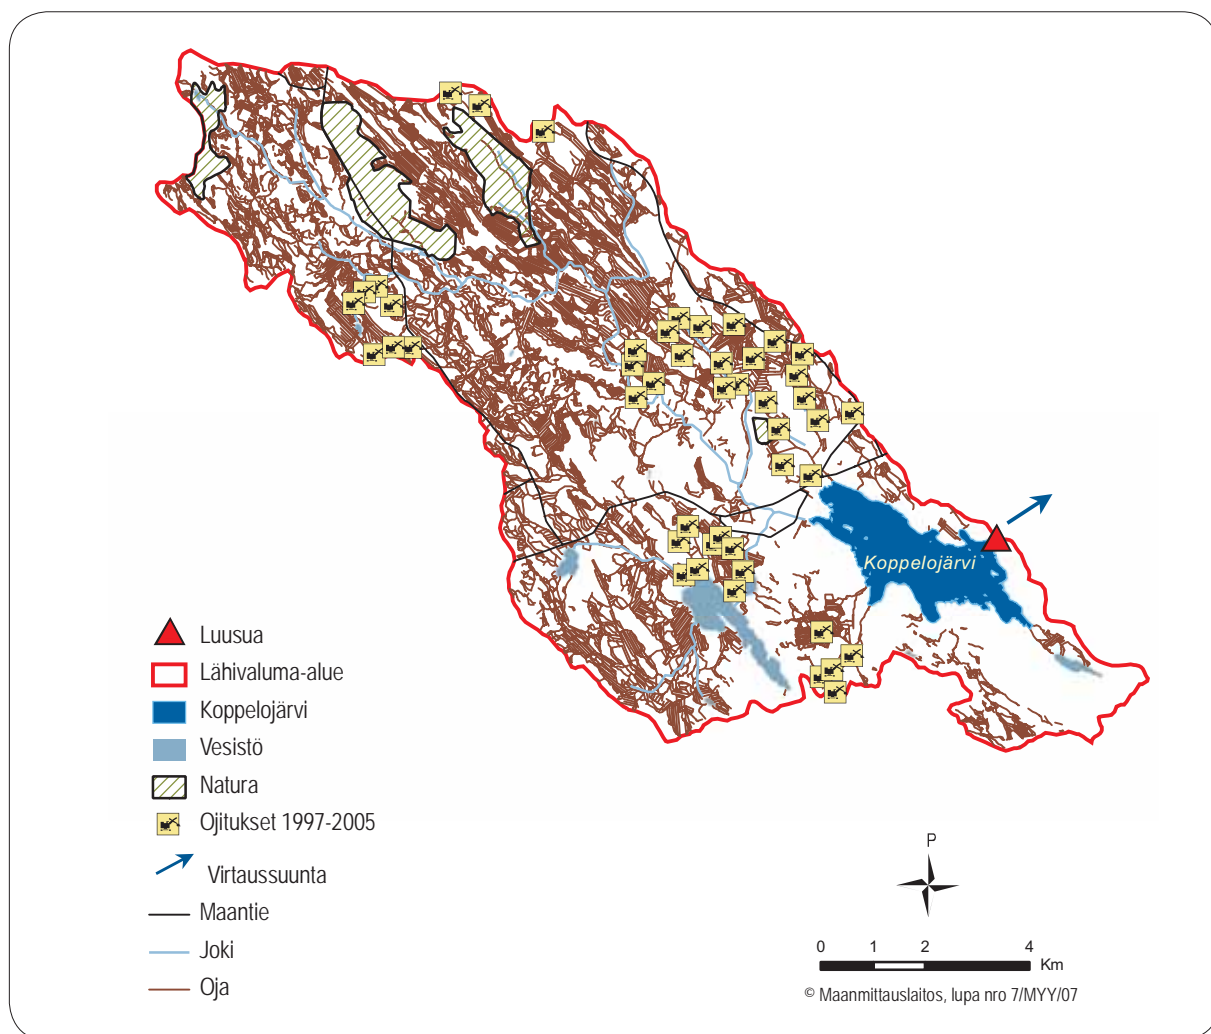 Koppelojärvi
Luusua
Lähivaluma-alue
Koppelojärvi
Vesistö
Natura
Ojitukset 1997-2005
Virtaussuunta
Maantie
Joki
Oja
P
0 1 2 4
Km
© Maanmittauslaitos, lupa nro 7/MYY/07